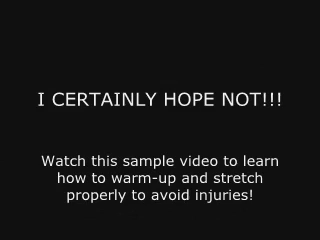 I CERTAINLY HOPE NOT!!!
Watch this sample video to learn
how to warm-up and stretch
properly to avoid injuries!